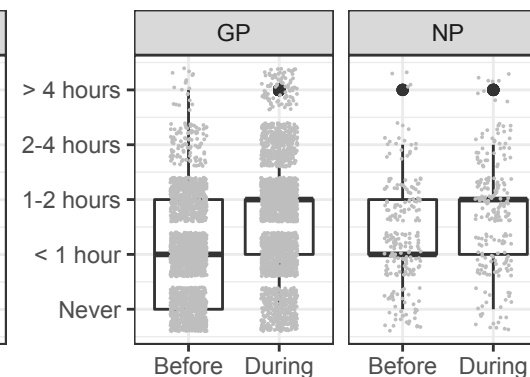 GP NP
> 4 hours
2-4 hours
1-2 hours
< 1 hour
Never
Before During Before During